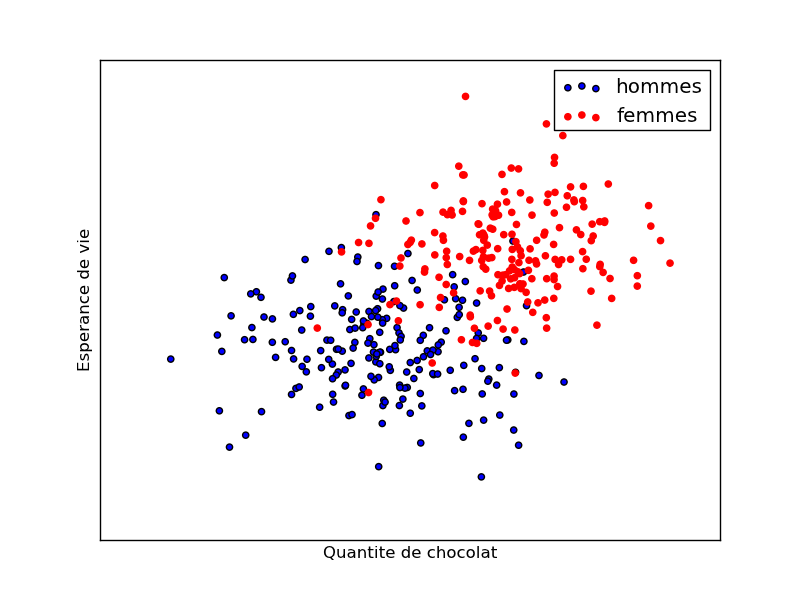 hommes
femmes
Esperance de vie
Quantite de chocolat